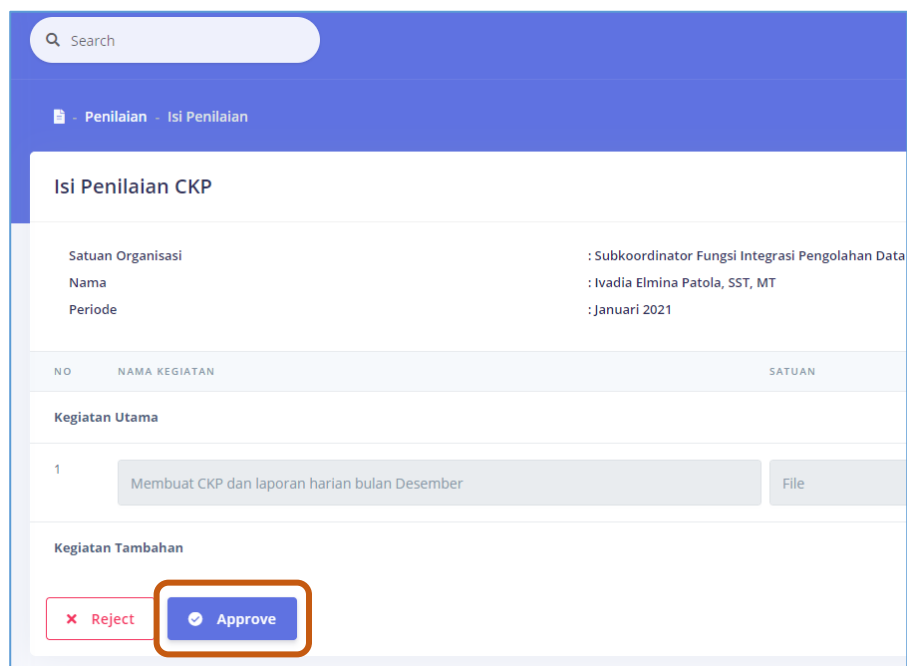 Search
- Penilaian - Isi Penilaian
Isi Penilaian CKP
Satuan Organisasi : Subkoordinator Fungsi Integrasi Pengolahan Data
Nama : Ivadia Elmina Patola, SST, MT
Periode : Januari 2021
NO NAMA KEGIATAN SATUAN
Kegiatan Utama
1 Membuat CKP dan laporan harian bulan Desember File
Kegiatan Tambahan
Reject Approve